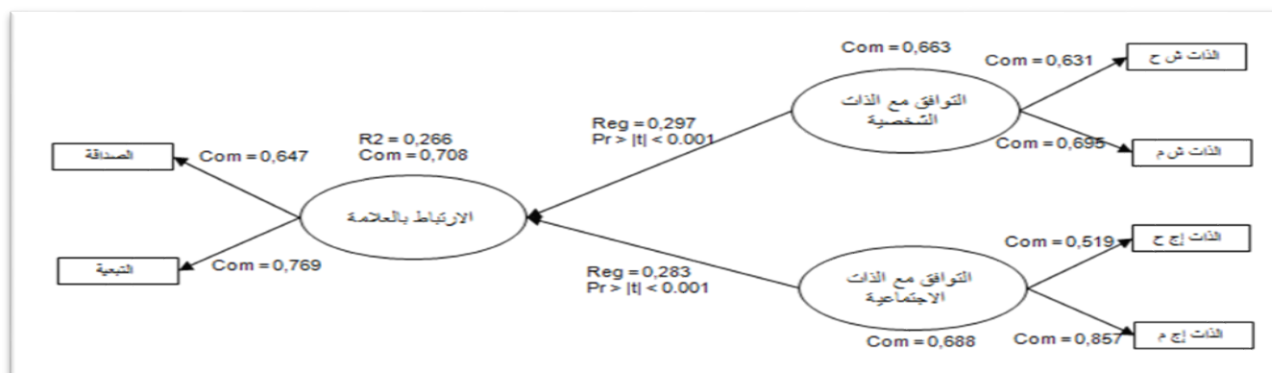 Com = 0,663
الذات ش ح
Com = 0,631
التوافق مع الذات
الشخصية
Reg = 0,297
Pr > |t| < 0.001
Com = 0,695
الذات ش م
R2 = 0,266
Com = 0,708
الصداقة
Com = 0,647
الارتباط بالعلامة
التبعية
Com = 0,769
الذات إج ح
Com = 0,519
Reg = 0,283
Pr > |t| < 0.001
التوافق مع الذات
الاجتماعية
الذات إج م
Com = 0,857
Com = 0,688